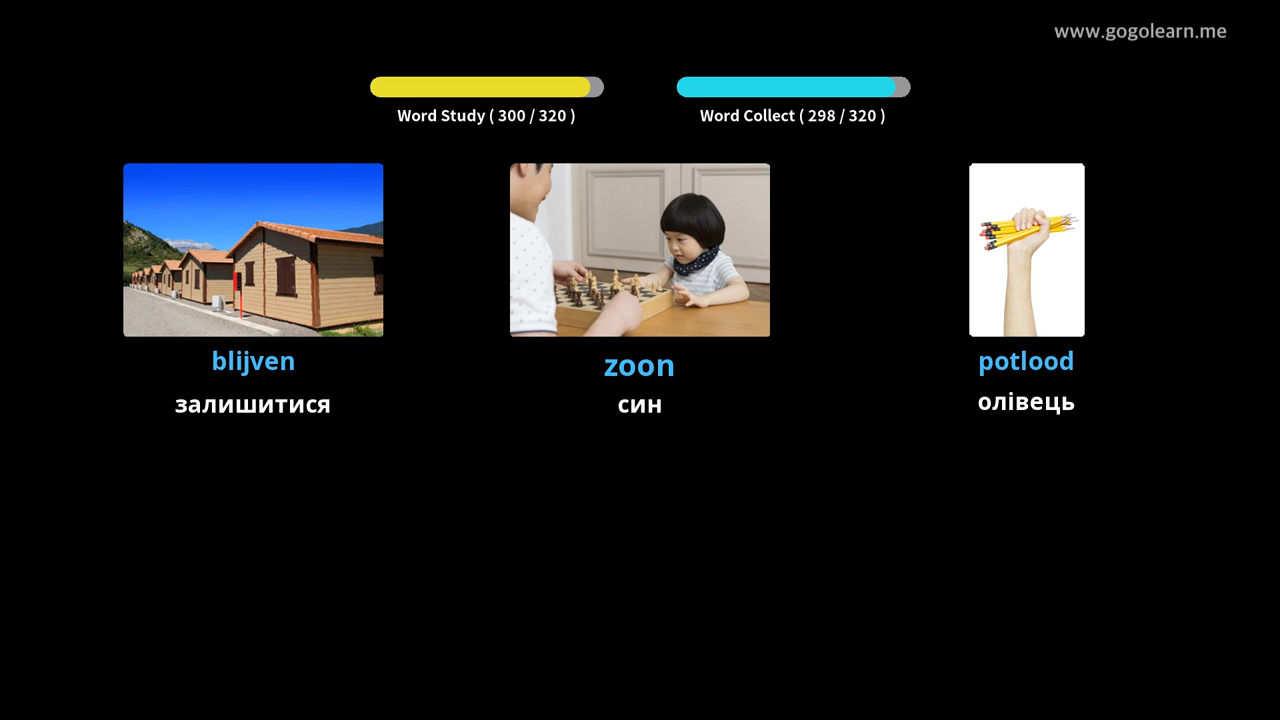 www.gogolearn.me
Word Study ( 300 / 320 )
Word Collect ( 298 / 320 )
blijven
zoon
potlood
залишитися
син
олівець